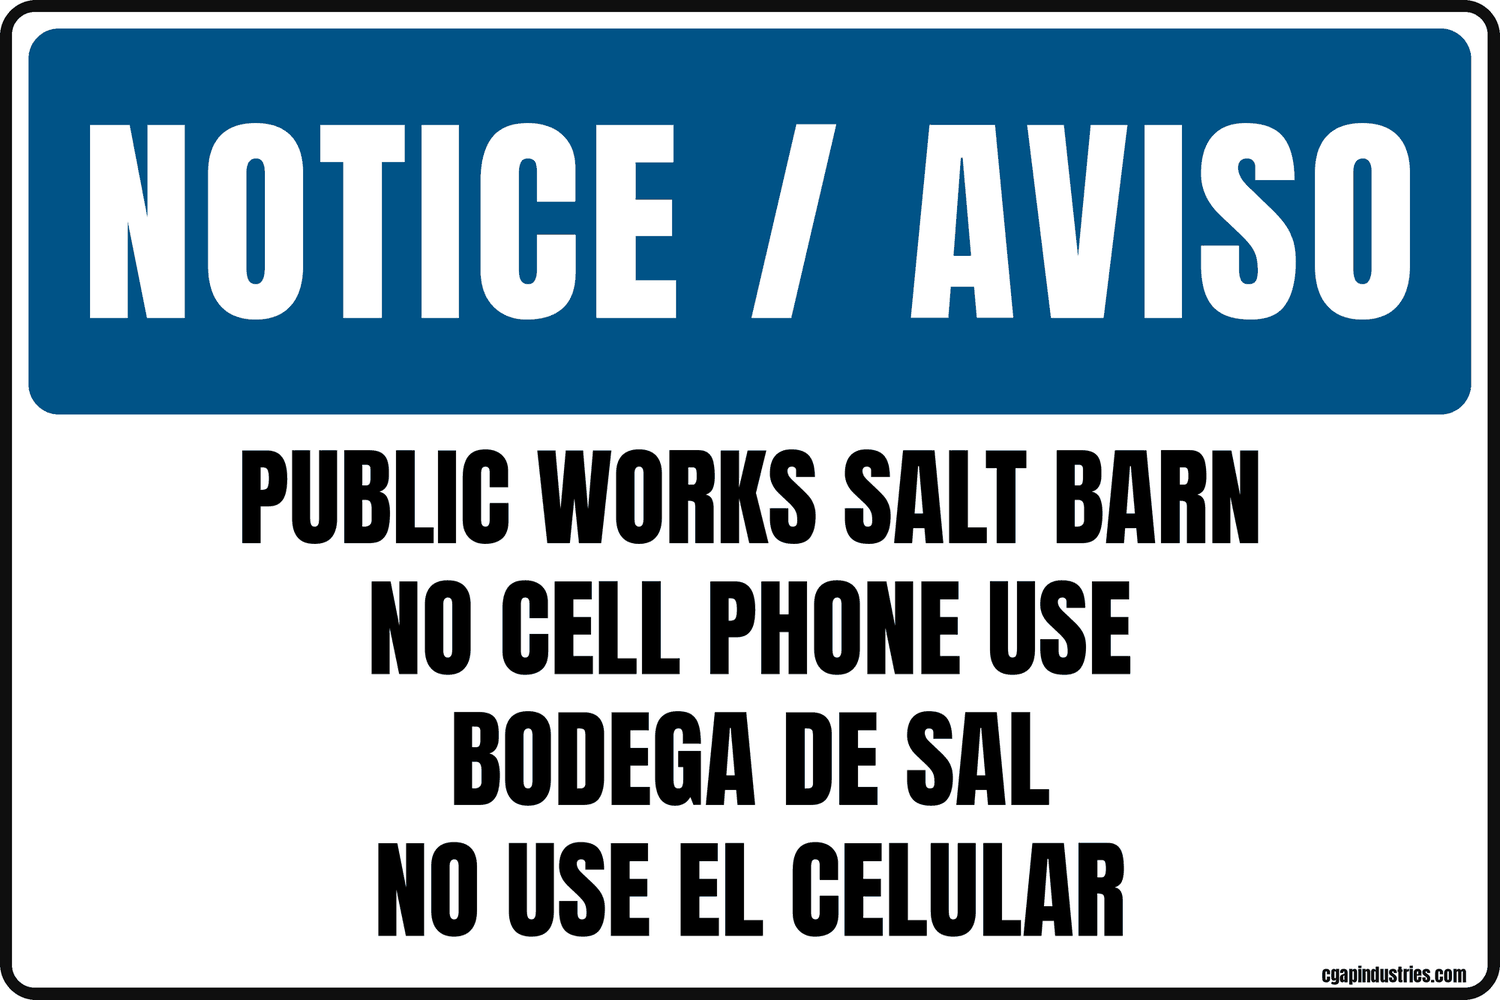 NOTICE / AVISO
PUBLIC WORKS SALT BARN
NO CELL PHONE USE
BODEGA DE SAL
NO USE EL CELULAR
cgapindustries.com